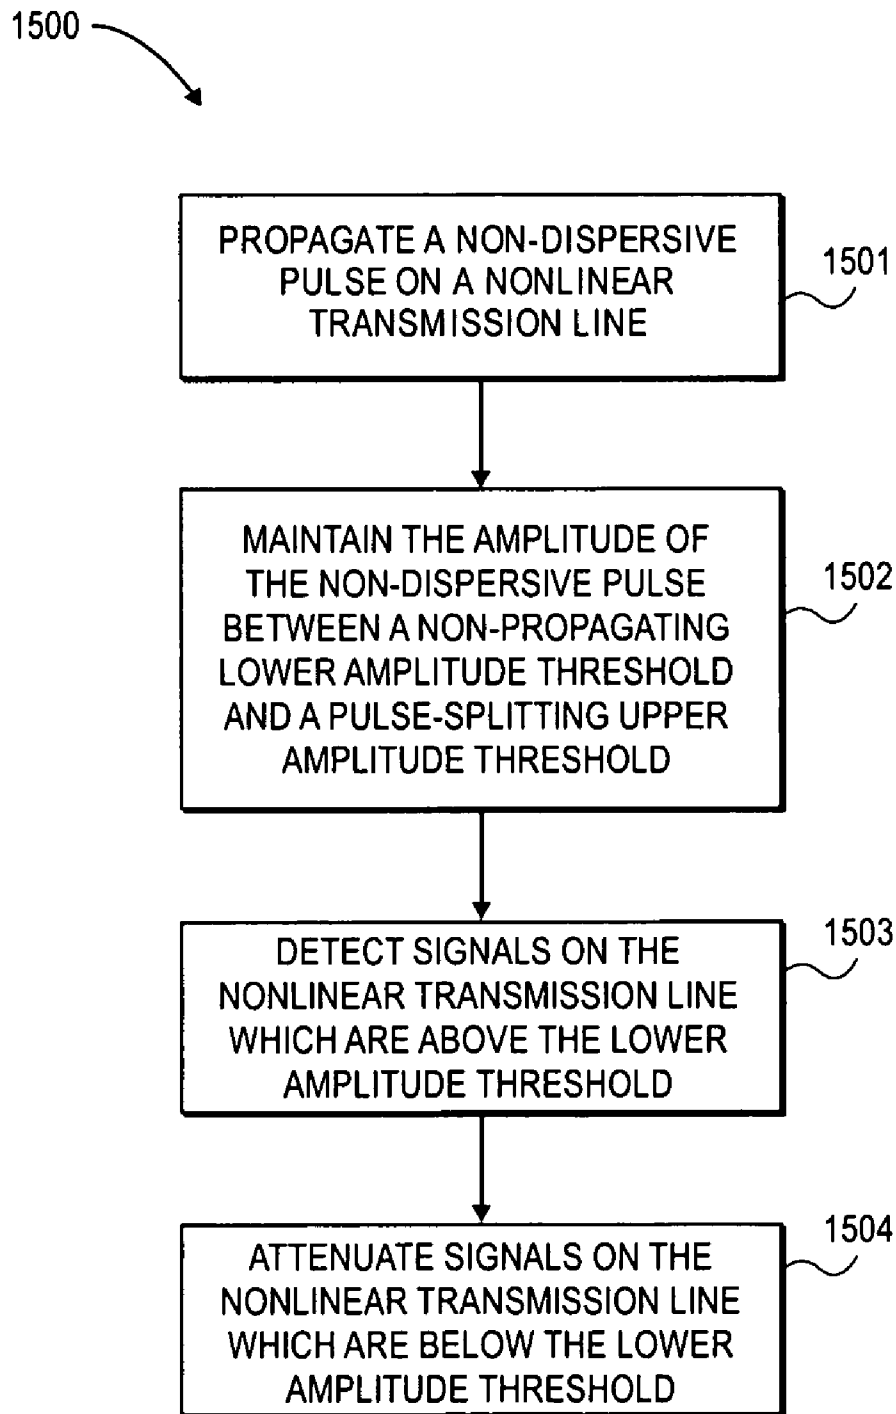 1500
PROPAGATE A NON-DISPERSIVE
PULSE ON A NONLINEAR
TRANSMISSION LINE
1501
MAINTAIN THE AMPLITUDE OF
THE NON-DISPERSIVE PULSE
BETWEEN A NON-PROPAGATING
LOWER AMPLITUDE THRESHOLD
AND A PULSE-SPLITTING UPPER
AMPLITUDE THRESHOLD
1502
DETECT SIGNALS ON THE
NONLINEAR TRANSMISSION LINE
WHICH ARE ABOVE THE LOWER
AMPLITUDE THRESHOLD
1503
ATTENUATE SIGNALS ON THE
NONLINEAR TRANSMISSION LINE
WHICH ARE BELOW THE LOWER
AMPLITUDE THRESHOLD
1504